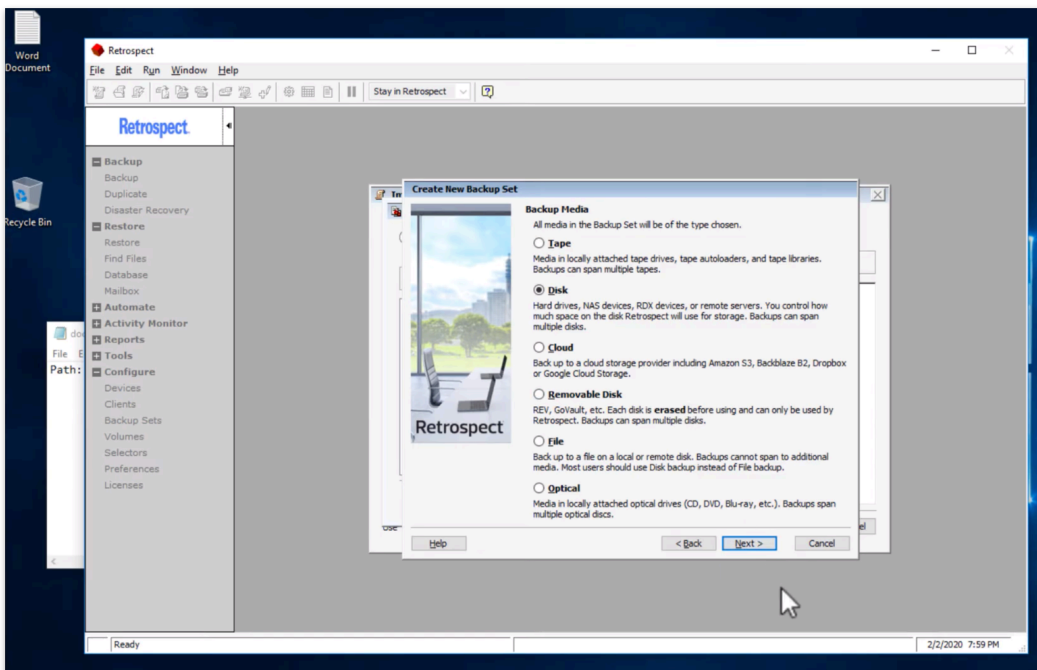 Word
Document
Recycle Bin
Retrospect
File Edit Run Window Help
Stay in Retrospect
Retrospect
Backup
Backup
Duplicate
Disaster Recovery
Restore
Restore
Find Files
Database
Mailbox
Automate
Activity Monitor
Reports
Tools
Configure
Devices
Clients
Backup Sets
Volumes
Selectors
Preferences
Licenses
File
Path:
Create New Backup Set
Backup Media
All media in the Backup Set will be of the type chosen.
Tape
Media in locally attached tape drives, tape autoloaders, and tape libraries.
Backups can span multiple tapes.
Disk
Hard drives, NAS devices, RDX devices, or remote servers. You control how
much space on the disk Retrospect will use for storage. Backups can span
multiple disks.
Cloud
Back up to a cloud storage provider including Amazon S3, Backblaze B2, Dropbox
or Google Cloud Storage.
Removable Disk
REV, GoVault, etc. Each disk is erased before using and can only be used by
Retrospect. Backups can span multiple disks.
File
Back up to a file on a local or remote disk. Backups cannot span to additional
media. Most users should use Disk backup instead of File backup.
Optical
Media in locally attached optical drives (CD, DVD, Blu-ray, etc.). Backups span
multiple optical discs.
Retrospect
Help
< Back Next > Cancel
Ready
2/2/2020 7:59 PM